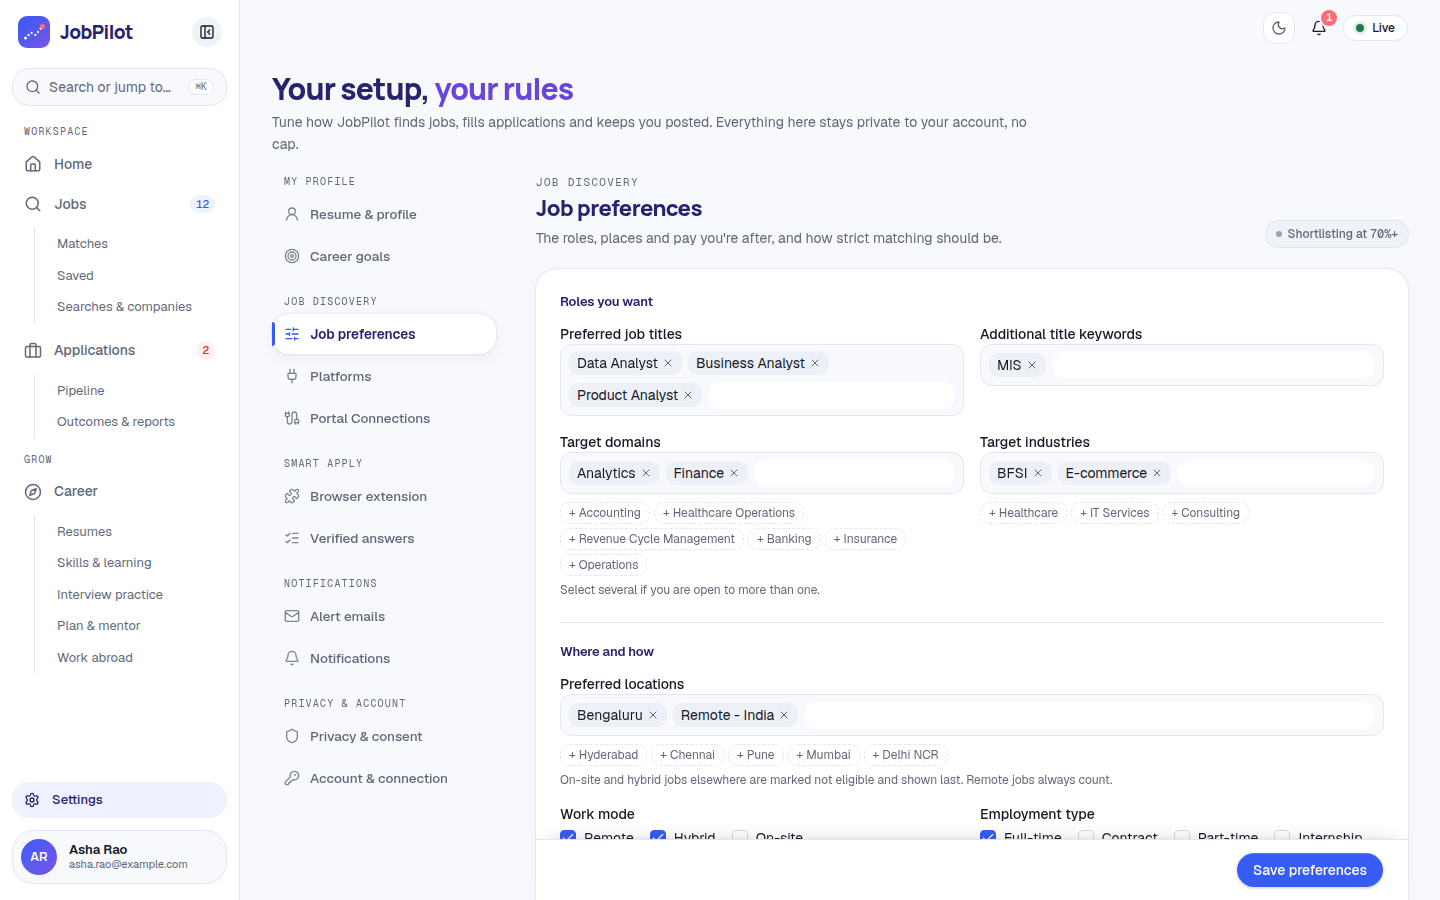 JobPilot
Search or jump to... ⌘K
WORKSPACE
Home
Jobs 12
Matches
Saved
Searches & companies
Applications 2
Pipeline
Outcomes & reports
GROW
Career
Resumes
Skills & learning
Interview practice
Plan & mentor
Work abroad
Settings
AR
Asha Rao
asha.rao@example.com
1
Live
Your setup, your rules
Tune how JobPilot finds jobs, fills applications and keeps you posted. Everything here stays private to your account, no
cap.
MY PROFILE
Resume & profile
Career goals
JOB DISCOVERY
Job preferences
Platforms
Portal Connections
SMART APPLY
Browser extension
Verified answers
NOTIFICATIONS
Alert emails
Notifications
PRIVACY & ACCOUNT
Privacy & consent
Account & connection
JOB DISCOVERY
Job preferences
The roles, places and pay you're after, and how strict matching should be.
Shortlisting at 70%+
Roles you want
Preferred job titles
Data Analyst × Business Analyst ×
Product Analyst ×
Additional title keywords
MIS ×
Target domains
Analytics × Finance ×
+ Accounting + Healthcare Operations
+ Revenue Cycle Management + Banking + Insurance
+ Operations
Select several if you are open to more than one.
Target industries
BFSI × E-commerce ×
+ Healthcare + IT Services + Consulting
Where and how
Preferred locations
Bengaluru × Remote - India ×
+ Hyderabad + Chennai + Pune + Mumbai + Delhi NCR
On-site and hybrid jobs elsewhere are marked not eligible and shown last. Remote jobs always count.
Work mode
Remote Hybrid On-site
Employment type
Full-time Contract Part-time Internship
Save preferences